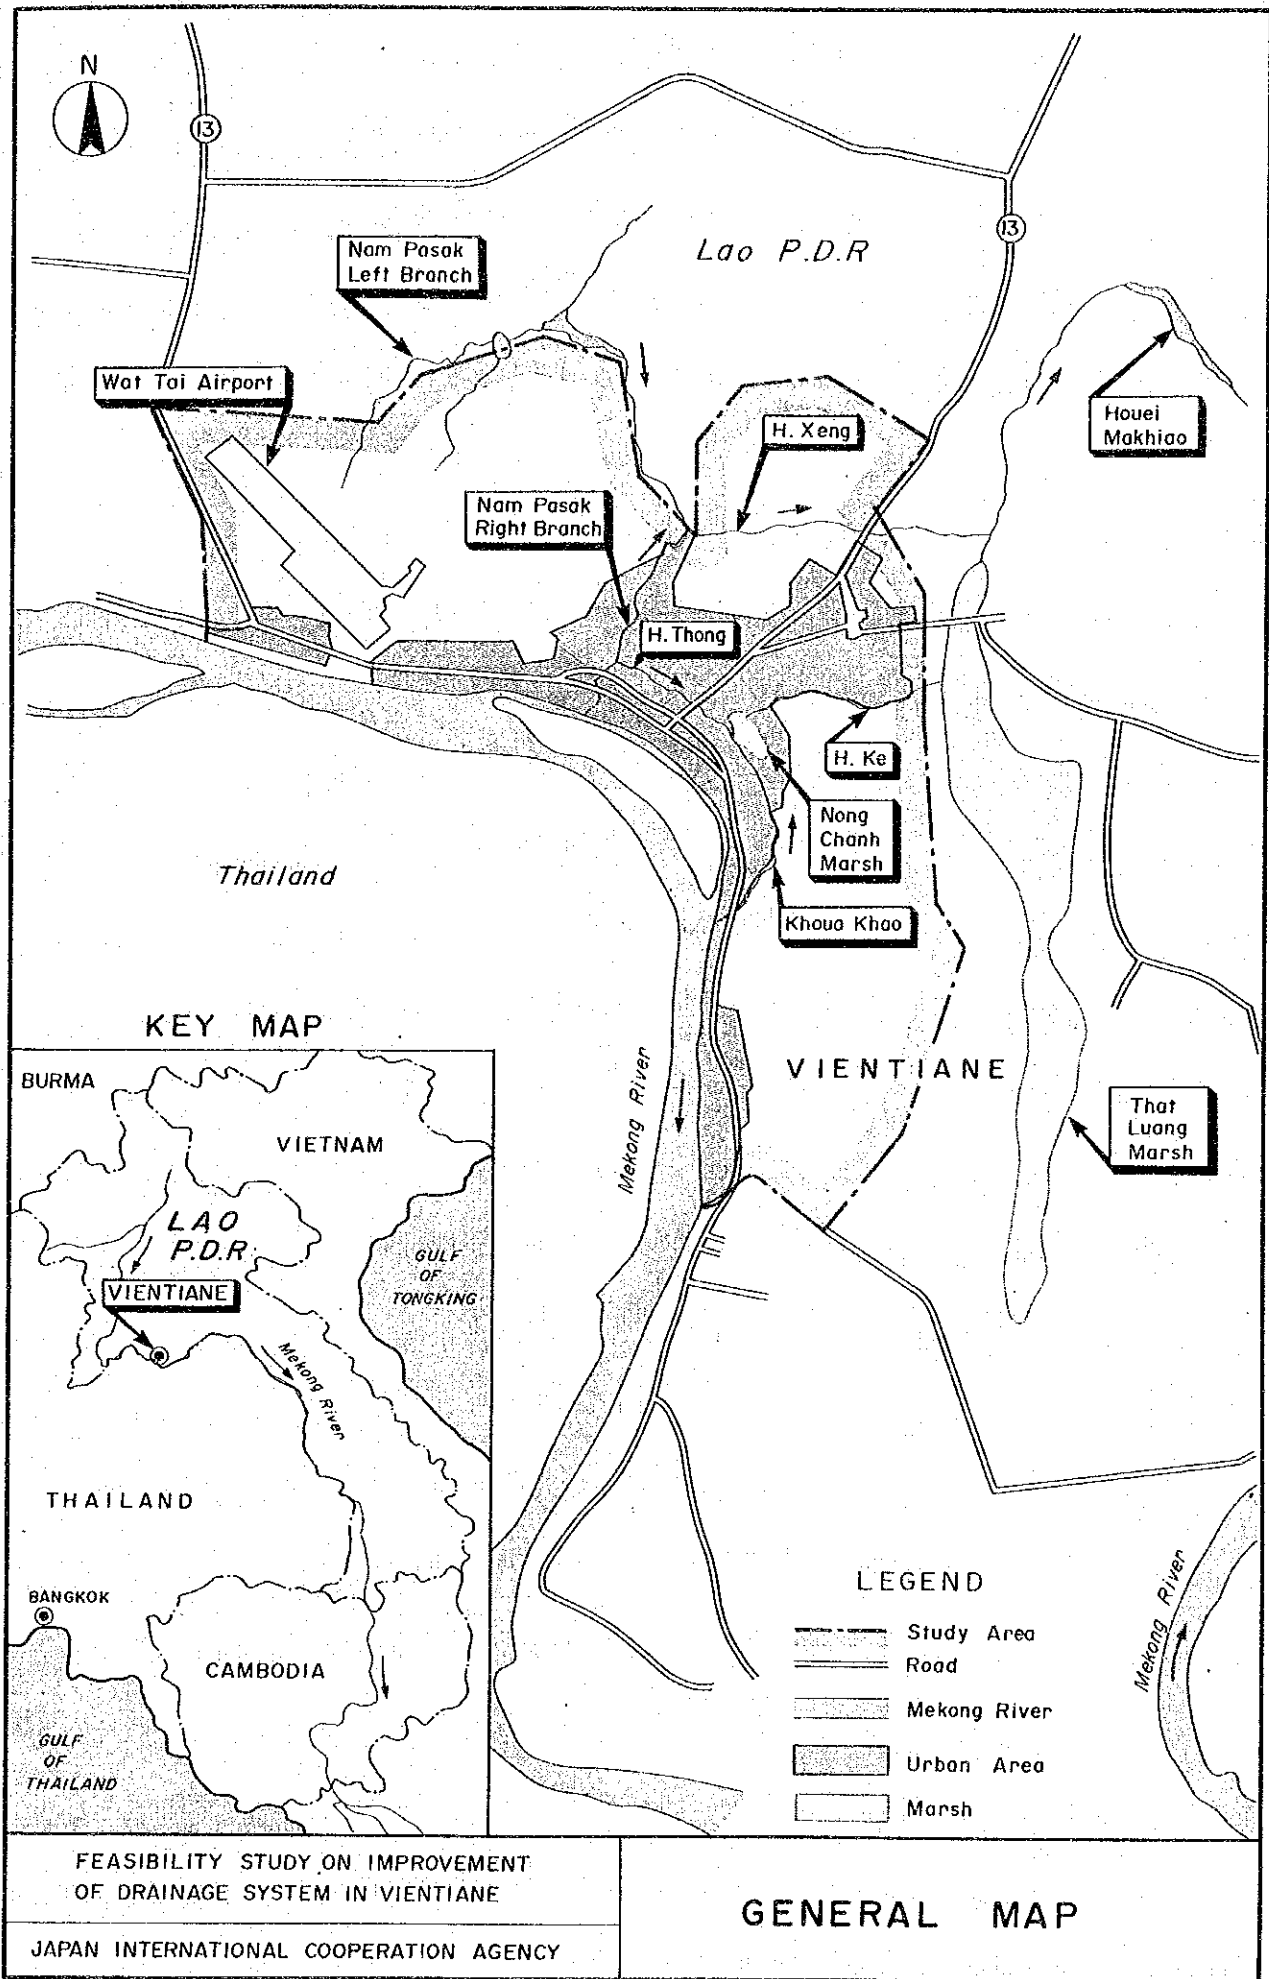 N
13
Lao P.D.R
13
Nam Pasak
Left Branch
Wat Tai Airport
Houei
Makhiao
H. Xeng
Nam Pasak
Right Branch
H. Thong
H. Ke
Nong
Chanh
Marsh
Thailand
Khoua Khao
KEY MAP
VIENTIANE
Mekong River
That
Luang
Marsh
BURMA
VIETNAM
LAO
P.D.R.
GULF
OF
TONGKING
VIENTIANE
Mekong River
THAILAND
BANGKOK
CAMBODIA
GULF
OF
THAILAND
LEGEND
Study Area
Road
Mekong River
Urban Area
Marsh
Mekong River
FEASIBILITY STUDY ON IMPROVEMENT
OF DRAINAGE SYSTEM IN VIENTIANE
JAPAN INTERNATIONAL COOPERATION AGENCY
GENERAL MAP